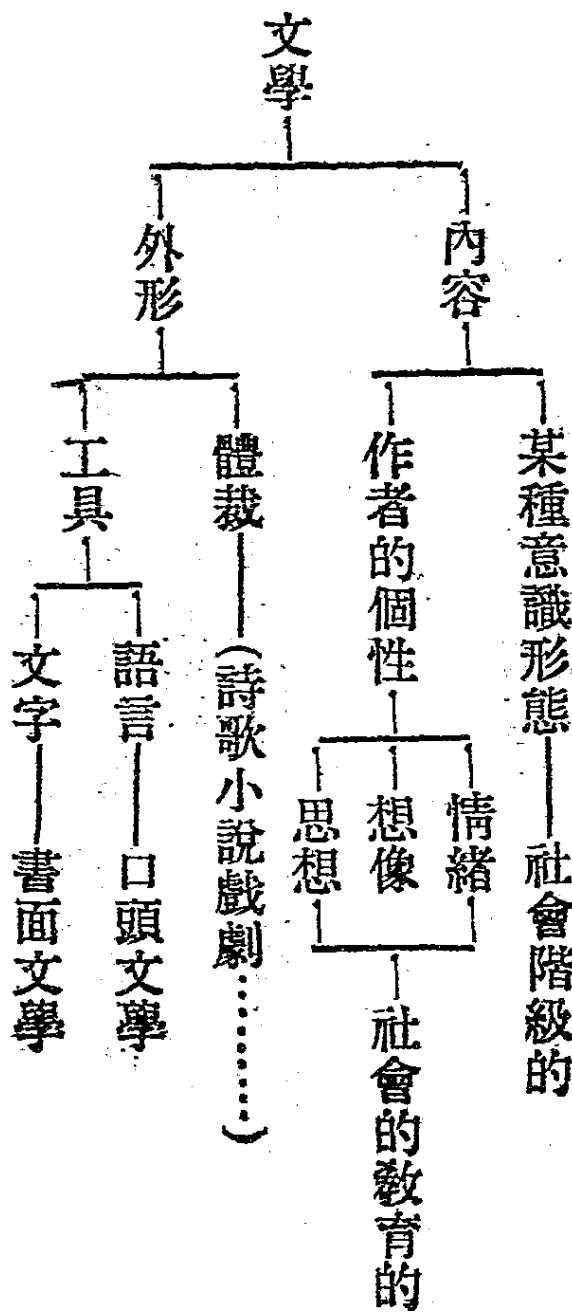 文學
內容
某種意識形態
社會階級的
作者的個性
情緒
想像
思想
社會的教育的
外形
體裁
（詩歌小說戲劇………）
工具
語言
口頭文學
文字
書面文學